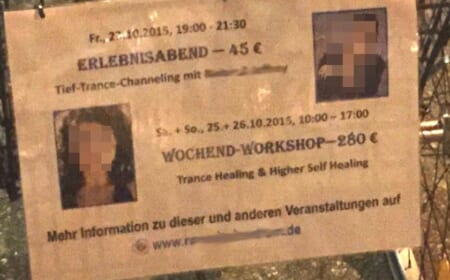 Fr., 23.10.2015, 19:00 - 21:30
ERLEBNISABEND – 45 €
Tief-Trance-Channeling mit
Sa. + So., 25.+ 26.10.2015, 10:00 – 17:00
WOCHEND-WORKSHOP—280 €
Trance Healing & Higher Self Healing
Mehr Information zu dieser und anderen Veranstaltungen auf
www.r .de